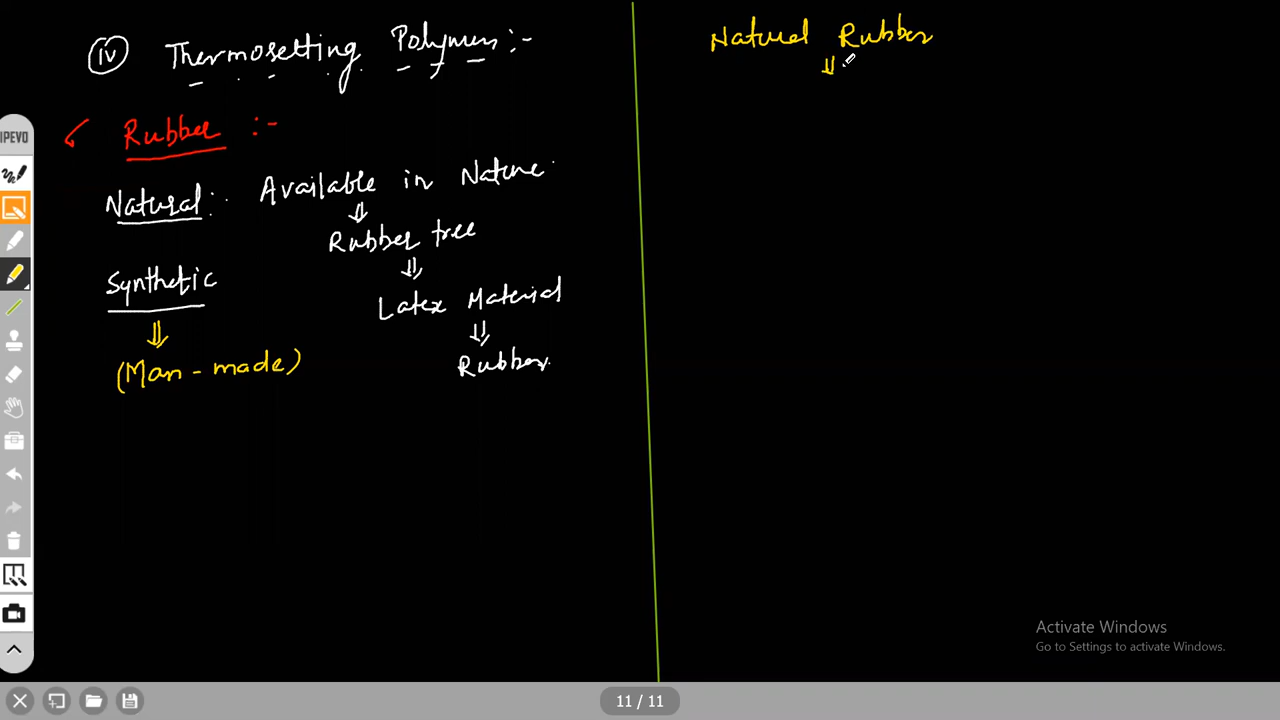 (iv) Thermosetting Polymers :-
Rubber :-
Natural :- Available in Nature.
⇓
Rubber tree
⇓
Latex Material
⇓
Rubber.
Synthetic
⇓
(Man - made)
Natural Rubber
⇓
IPEVO
Activate Windows
Go to Settings to activate Windows.
11 / 11